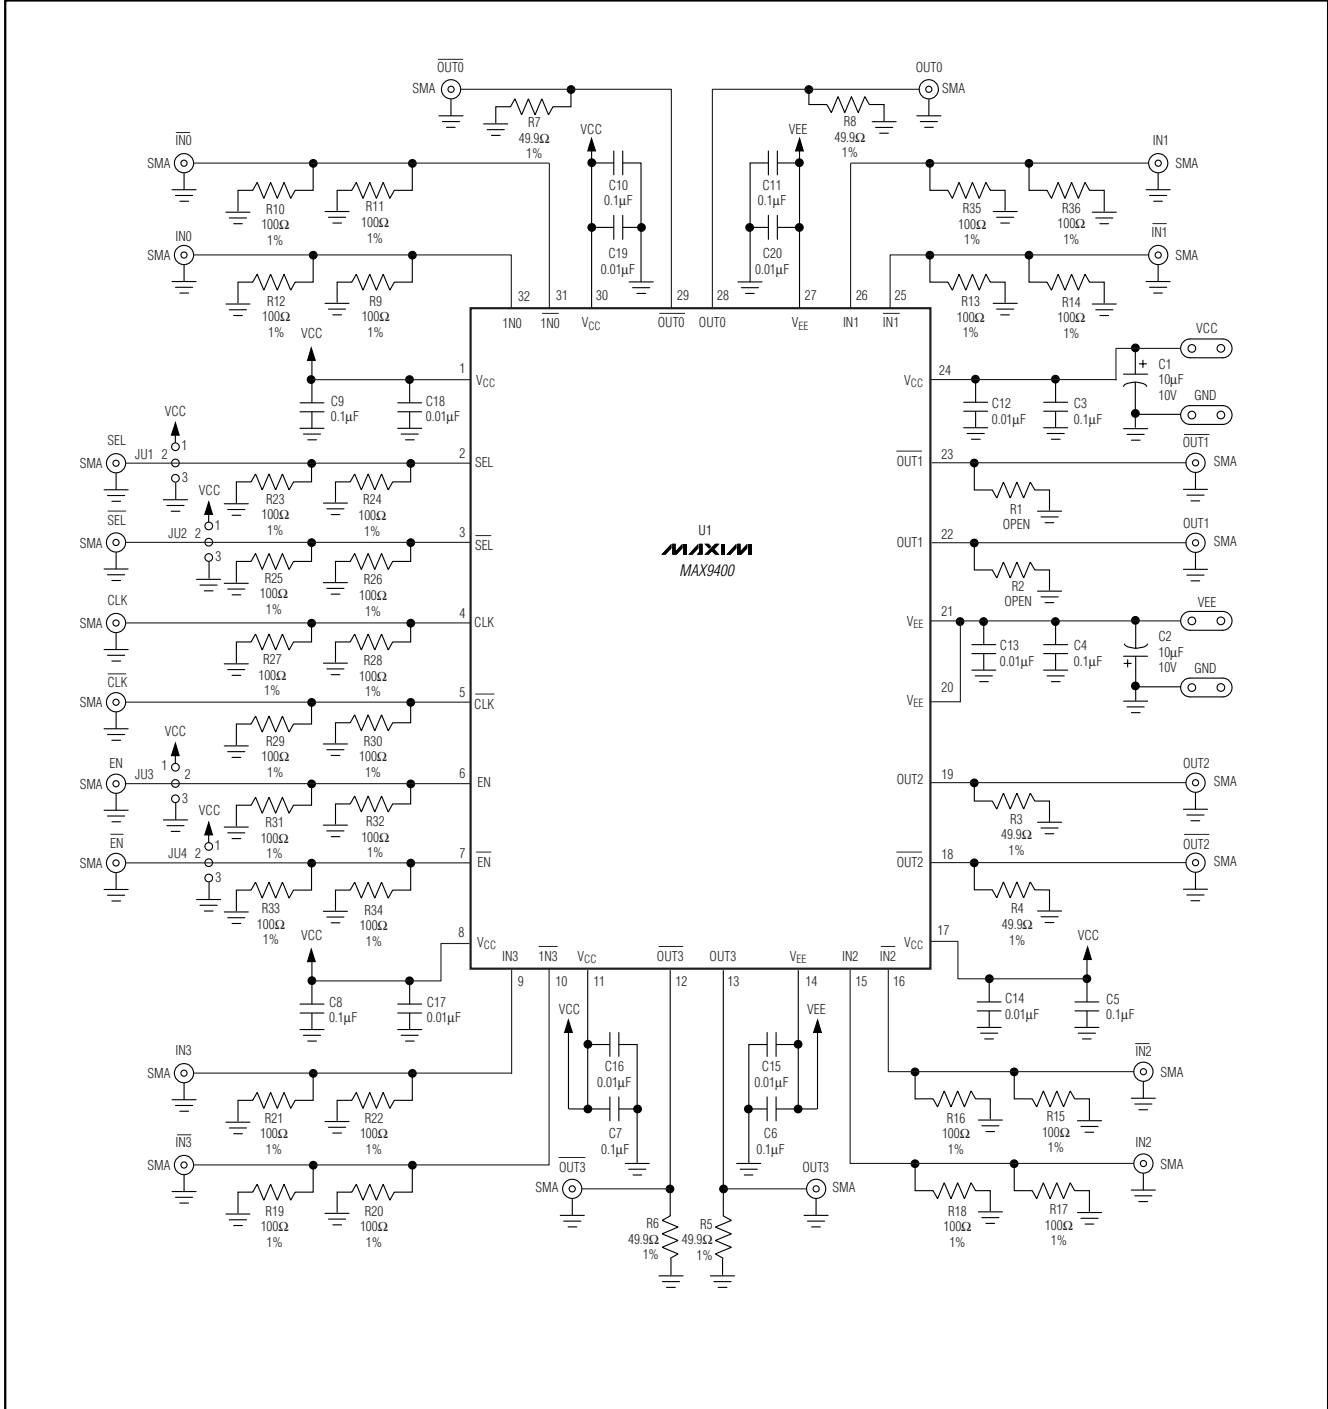 OUT0 OUT0
SMA SMA
R7 49.9Ω 1%
VCC
VEE
R8 49.9Ω 1%
IN0
SMA
IN1
SMA
R10 100Ω 1%
R11 100Ω 1%
C10 0.1µF
C11 0.1µF
R35 100Ω 1%
R36 100Ω 1%
IN0
SMA
IN1
SMA
R12 100Ω 1%
R9 100Ω 1%
C19 0.01µF
C20 0.01µF
R13 100Ω 1%
R14 100Ω 1%
32 31 30 29 28 27 26 25
1N0 1N0 VCC OUT0 OUT0 VEE IN1 IN1
VCC
1 VCC
C9 0.1µF
C18 0.01µF
VCC 24
C12 0.01µF
C3 0.1µF
C1 + 10µF 10V
VCC
GND
SEL
SMA JU1 VCC 1 2 3
2 SEL
R23 100Ω 1%
R24 100Ω 1%
OUT1 23
OUT1
SMA
R1 OPEN
SEL
SMA JU2 VCC 1 2 3
3 SEL
R25 100Ω 1%
R26 100Ω 1%
U1
MAXIM
MAX9400
OUT1 22
OUT1
SMA
R2 OPEN
CLK
SMA
4 CLK
R27 100Ω 1%
R28 100Ω 1%
VEE 21
C13 0.01µF
C4 0.1µF
C2 + 10µF 10V
VEE
GND
CLK
SMA
5 CLK
R29 100Ω 1%
R30 100Ω 1%
VEE 20
EN
SMA JU3 VCC 1 2 3
6 EN
R31 100Ω 1%
R32 100Ω 1%
OUT2 19
OUT2
SMA
R3 49.9Ω 1%
EN
SMA JU4 VCC 1 2 3
7 EN
R33 100Ω 1%
R34 100Ω 1%
OUT2 18
OUT2
SMA
R4 49.9Ω 1%
VCC
8 VCC
C8 0.1µF
C17 0.01µF
VCC 17
VCC
C14 0.01µF
C5 0.1µF
IN3 1N3 VCC OUT3 OUT3 VEE IN2 IN2
9 10 11 12 13 14 15 16
VCC
VEE
IN3
SMA
IN2
SMA
C16 0.01µF
C15 0.01µF
R21 100Ω 1%
R22 100Ω 1%
R16 100Ω 1%
R15 100Ω 1%
C7 0.1µF
C6 0.1µF
IN3
SMA
IN2
SMA
OUT3
SMA
OUT3
SMA
R19 100Ω 1%
R20 100Ω 1%
R6 49.9Ω 1%
R5 49.9Ω 1%
R18 100Ω 1%
R17 100Ω 1%